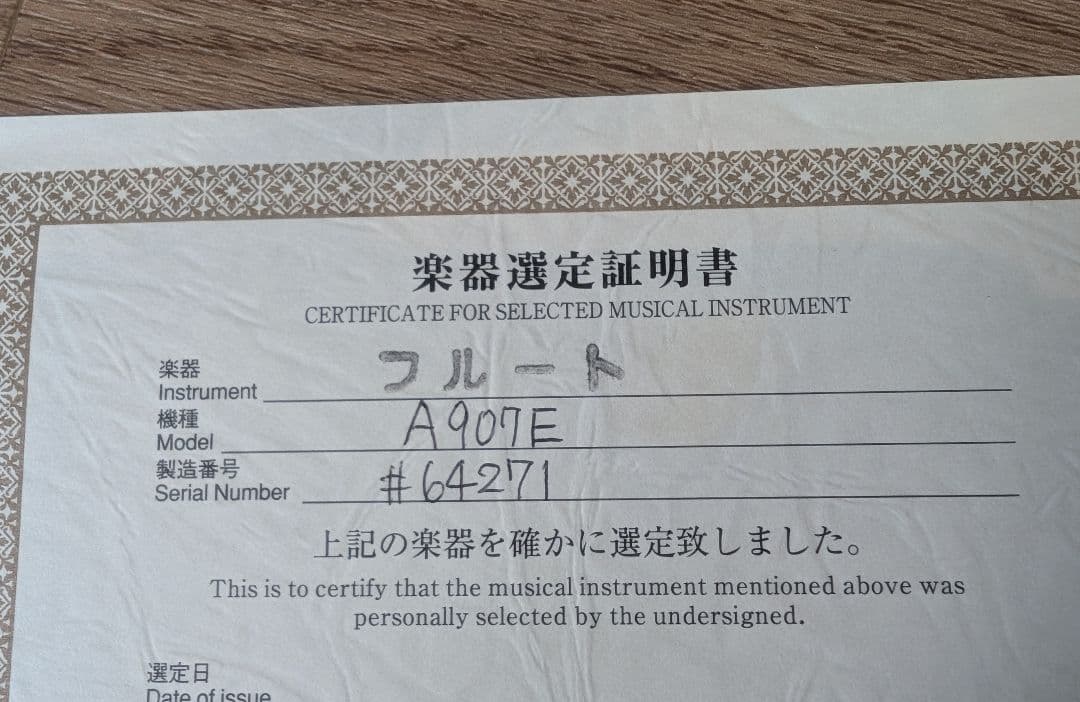 楽器選定証明書
CERTIFICATE FOR SELECTED MUSICAL INSTRUMENT
楽器 フルート
Instrument
機種 A907E
Model
製造番号 #64271
Serial Number
上記の楽器を確かに選定致しました。
This is to certify that the musical instrument mentioned above was
personally selected by the undersigned.
選定日
Date of issue